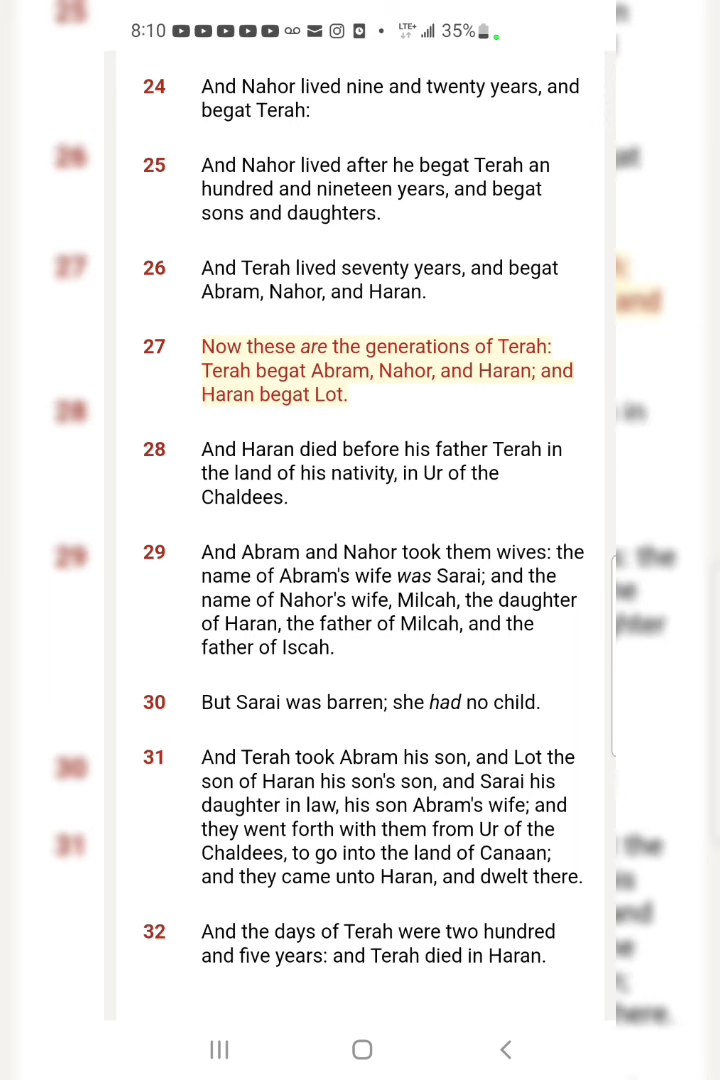 8:10 LTE+ 35%
24 And Nahor lived nine and twenty years, and
begat Terah:
25 And Nahor lived after he begat Terah an
hundred and nineteen years, and begat
sons and daughters.
26 And Terah lived seventy years, and begat
Abram, Nahor, and Haran.
27 Now these are the generations of Terah:
Terah begat Abram, Nahor, and Haran; and
Haran begat Lot.
28 And Haran died before his father Terah in
the land of his nativity, in Ur of the
Chaldees.
29 And Abram and Nahor took them wives: the
name of Abram's wife was Sarai; and the
name of Nahor's wife, Milcah, the daughter
of Haran, the father of Milcah, and the
father of Iscah.
30 But Sarai was barren; she had no child.
31 And Terah took Abram his son, and Lot the
son of Haran his son's son, and Sarai his
daughter in law, his son Abram's wife; and
they went forth with them from Ur of the
Chaldees, to go into the land of Canaan;
and they came unto Haran, and dwelt there.
32 And the days of Terah were two hundred
and five years: and Terah died in Haran.